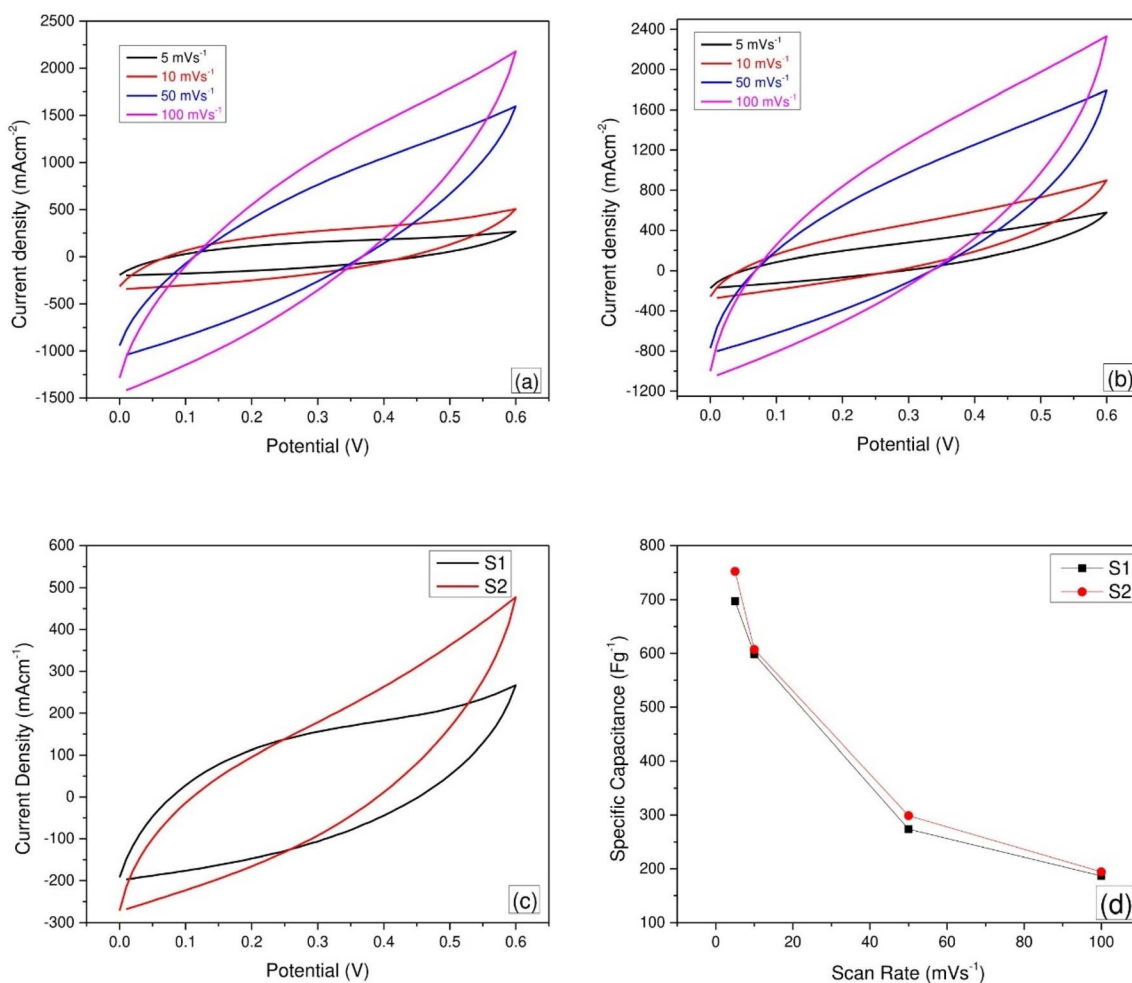 2500
2000
1500
1000
500
0
-500
-1000
-1500
Current density (mAcm⁻²)
5 mVs⁻¹
10 mVs⁻¹
50 mVs⁻¹
100 mVs⁻¹
(a)
0.0 0.1 0.2 0.3 0.4 0.5 0.6
Potential (V)
2400
2000
1600
1200
800
400
0
-400
-800
-1200
Current density (mAcm⁻²)
5 mVs⁻¹
10 mVs⁻¹
50 mVs⁻¹
100 mVs⁻¹
(b)
0.0 0.1 0.2 0.3 0.4 0.5 0.6
Potential (V)
600
500
400
300
200
100
0
-100
-200
-300
Current Density (mAcm⁻¹)
S1
S2
(c)
0.0 0.1 0.2 0.3 0.4 0.5 0.6
Potential (V)
800
700
600
500
400
300
200
100
Specific Capacitance (Fg⁻¹)
S1
S2
(d)
0 20 40 60 80 100
Scan Rate (mVs⁻¹)